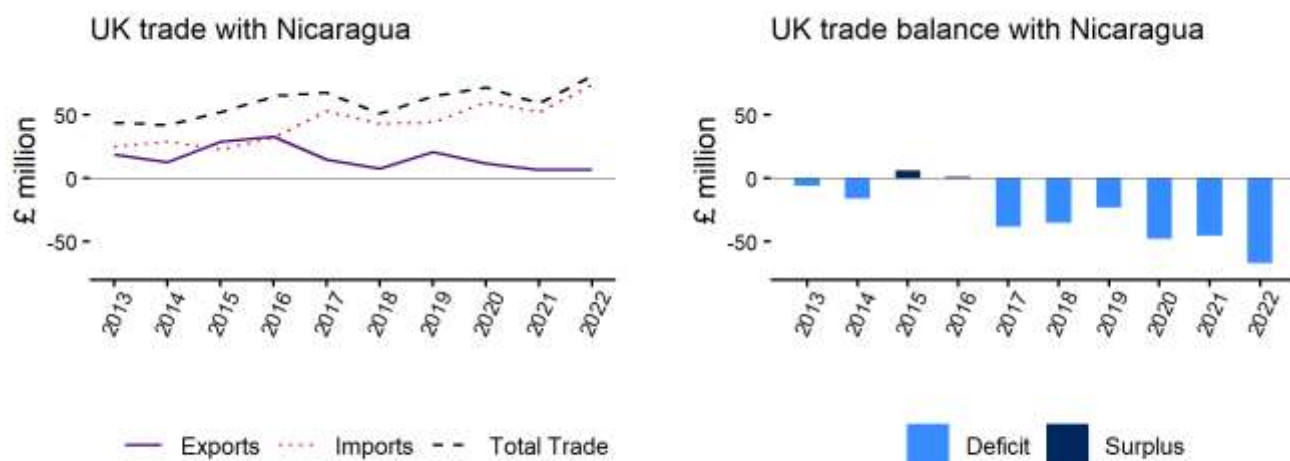 UK trade with Nicaragua
£ million
50
0
-50
2013
2014
2015
2016
2017
2018
2019
2020
2021
2022
Exports
Imports
Total Trade
UK trade balance with Nicaragua
£ million
50
0
-50
2013
2014
2015
2016
2017
2018
2019
2020
2021
2022
Deficit
Surplus